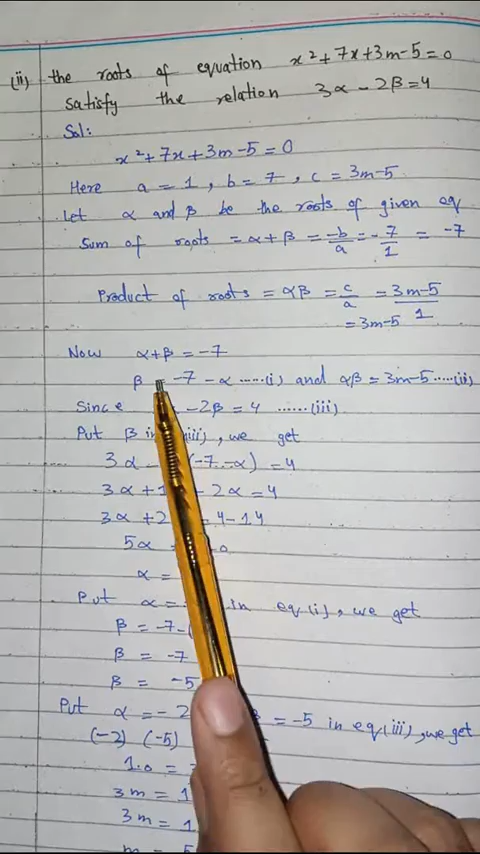 (ii) the roots of equation x² + 7x + 3m - 5 = 0
satisfy the relation 3α - 2β = 4
Sol:
x² + 7x + 3m - 5 = 0
Here a = 1, b = 7, c = 3m - 5
Let α and β be the roots of given eq
Sum of roots = α + β = -b/a = -7/1 = -7
Product of roots = αβ = c/a = 3m-5/1
= 3m-5
Now α + β = -7
β = -7 - α ......(i) and αβ = 3m-5 .....(ii)
Since - 2β = 4 ......(iii)
Put β in (iii), we get
3α - (-7 - α) = 4
3α + 1 2α = 4
3α + 2 4 - 14
5α
α =
Put α = in eq (i), we get
β = -7 -
β = -7
β = -5
Put α = -2 = -5 in eq (iii), we get
(-2) (-5)
10 =
3m = 1
3m = 1
m =